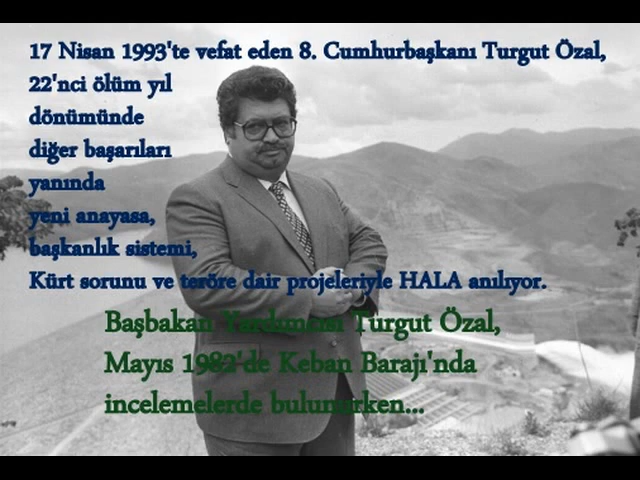 17 Nisan 1993'te vefat eden 8. Cumhurbaşkanı Turgut Özal,
22'nci ölüm yıl
dönümünde
diğer başarıları
yanında
yeni anayasa,
başkanlık sistemi,
Kürt sorunu ve teröre dair projeleriyle HALA anılıyor.
Başbakan Yardımcısı Turgut Özal,
Mayıs 1982'de Keban Barajı'nda
incelemelerde bulunurken...